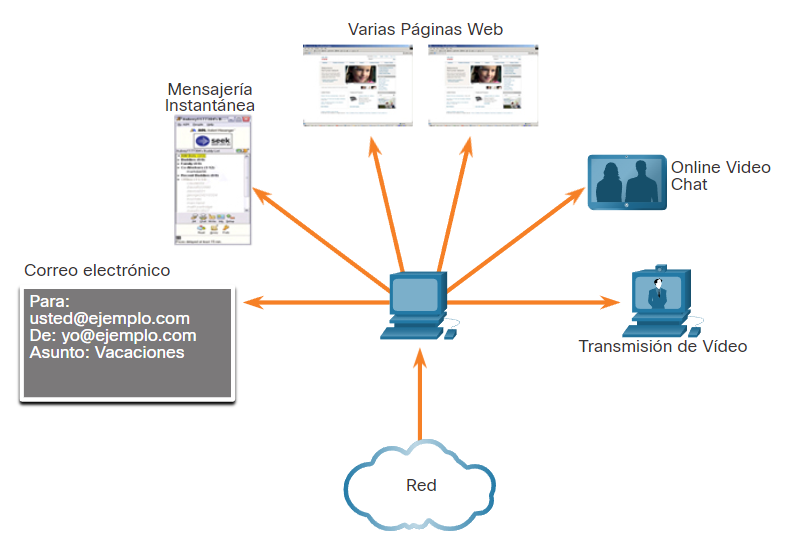 Varias Páginas Web
Mensajería
Instantánea
seek
Online Video
Chat
Correo electrónico
Para:
usted@ejemplo.com
De: yo@ejemplo.com
Asunto: Vacaciones
Transmisión de Vídeo
Red